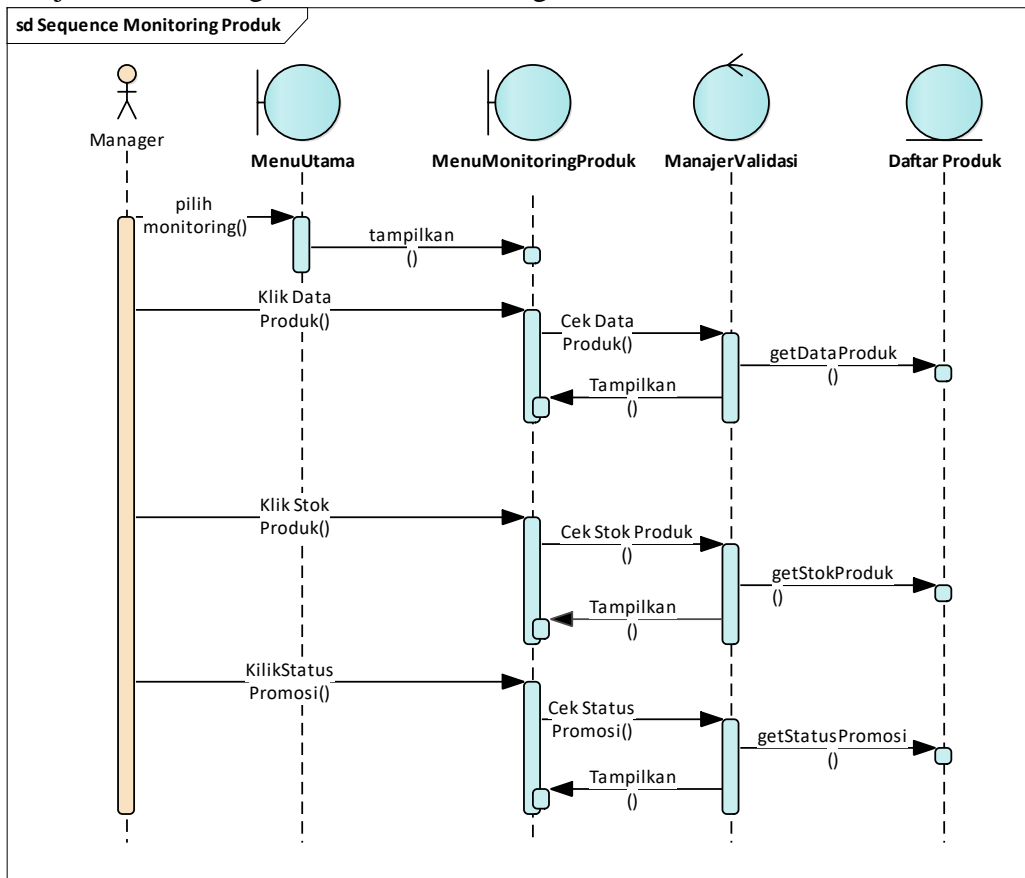 sd Sequence Monitoring Produk
Manager
MenuUtama
MenuMonitoringProduk
ManajerValidasi
Daftar Produk
pilih
monitoring()
tampilkan
()
Klik Data
Produk()
Cek Data
Produk()
getDataProduk
()
Tampilkan
()
Klik Stok
Produk()
Cek Stok Produk
()
getStokProduk
()
Tampilkan
()
KilikStatus
Promosi()
Cek Status
Promosi()
getStatusPromosi
()
Tampilkan
()